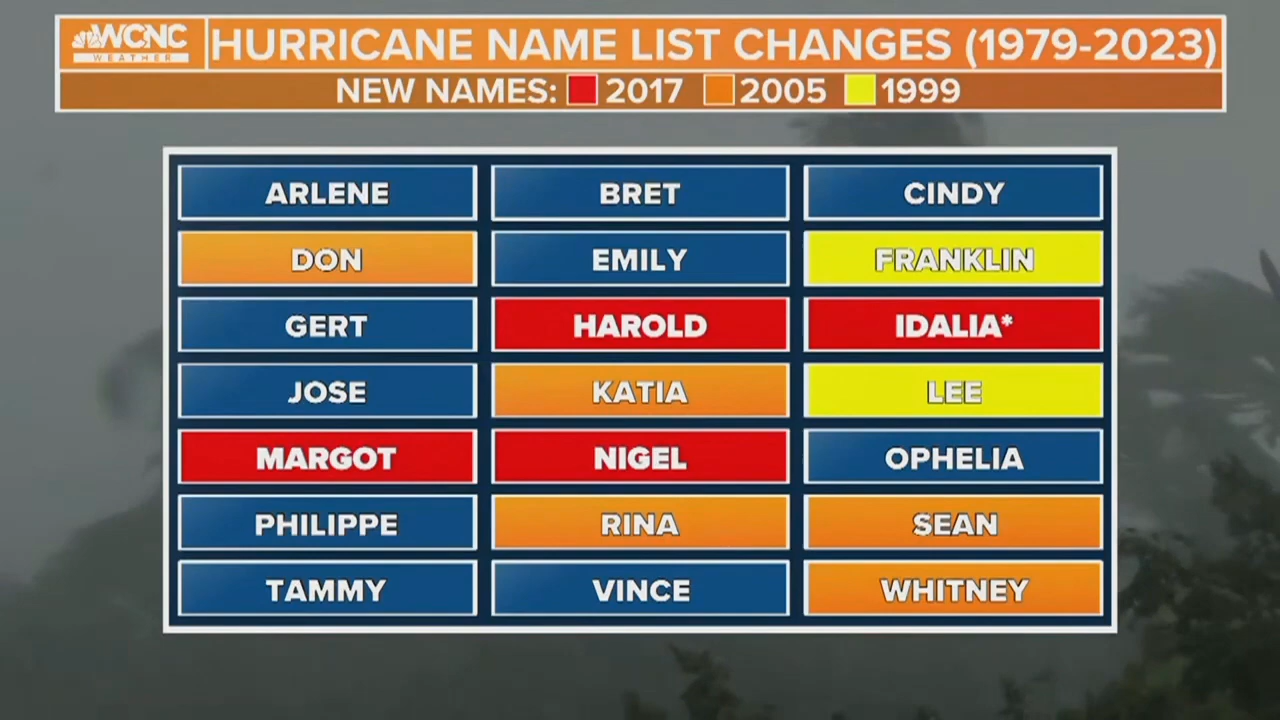 WCNC
WEATHER
HURRICANE NAME LIST CHANGES (1979-2023)
NEW NAMES: 2017 2005 1999
ARLENE BRET CINDY
DON EMILY FRANKLIN
GERT HAROLD IDALIA*
JOSE KATIA LEE
MARGOT NIGEL OPHELIA
PHILIPPE RINA SEAN
TAMMY VINCE WHITNEY